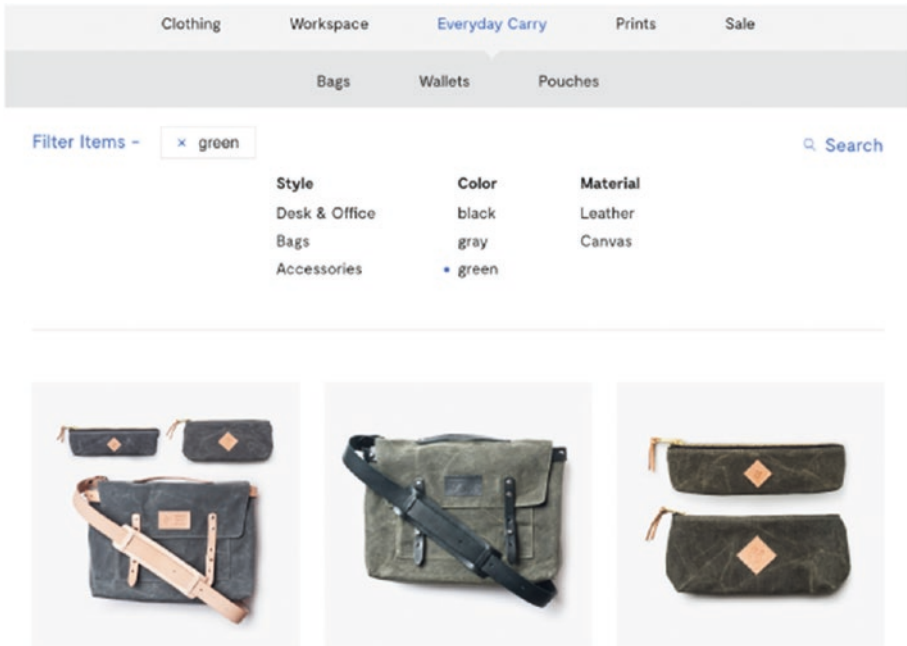 Clothing Workspace Everyday Carry Prints Sale
Bags Wallets Pouches
Filter Items - × green Search
Style Color Material
Desk & Office black Leather
Bags gray Canvas
Accessories • green